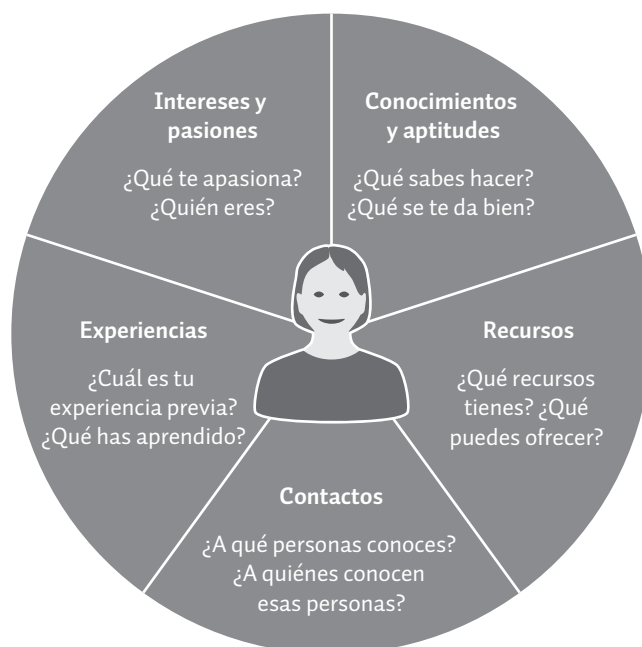 Intereses y
pasiones
¿Qué te apasiona?
¿Quién eres?
Conocimientos
y aptitudes
¿Qué sabes hacer?
¿Qué se te da bien?
Experiencias
¿Cuál es tu
experiencia previa?
¿Qué has aprendido?
Recursos
¿Qué recursos
tienes? ¿Qué
puedes ofrecer?
Contactos
¿A qué personas conoces?
¿A quiénes conocen
esas personas?